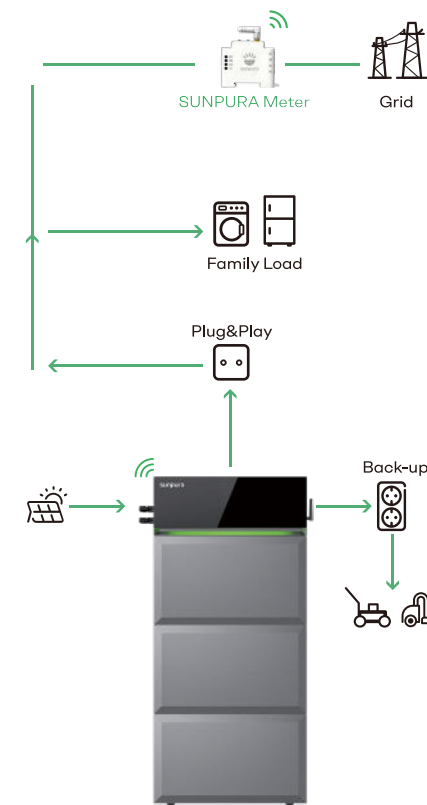 SUNPURA Meter
Grid
Family Load
Plug&Play
Back-up
sunpura